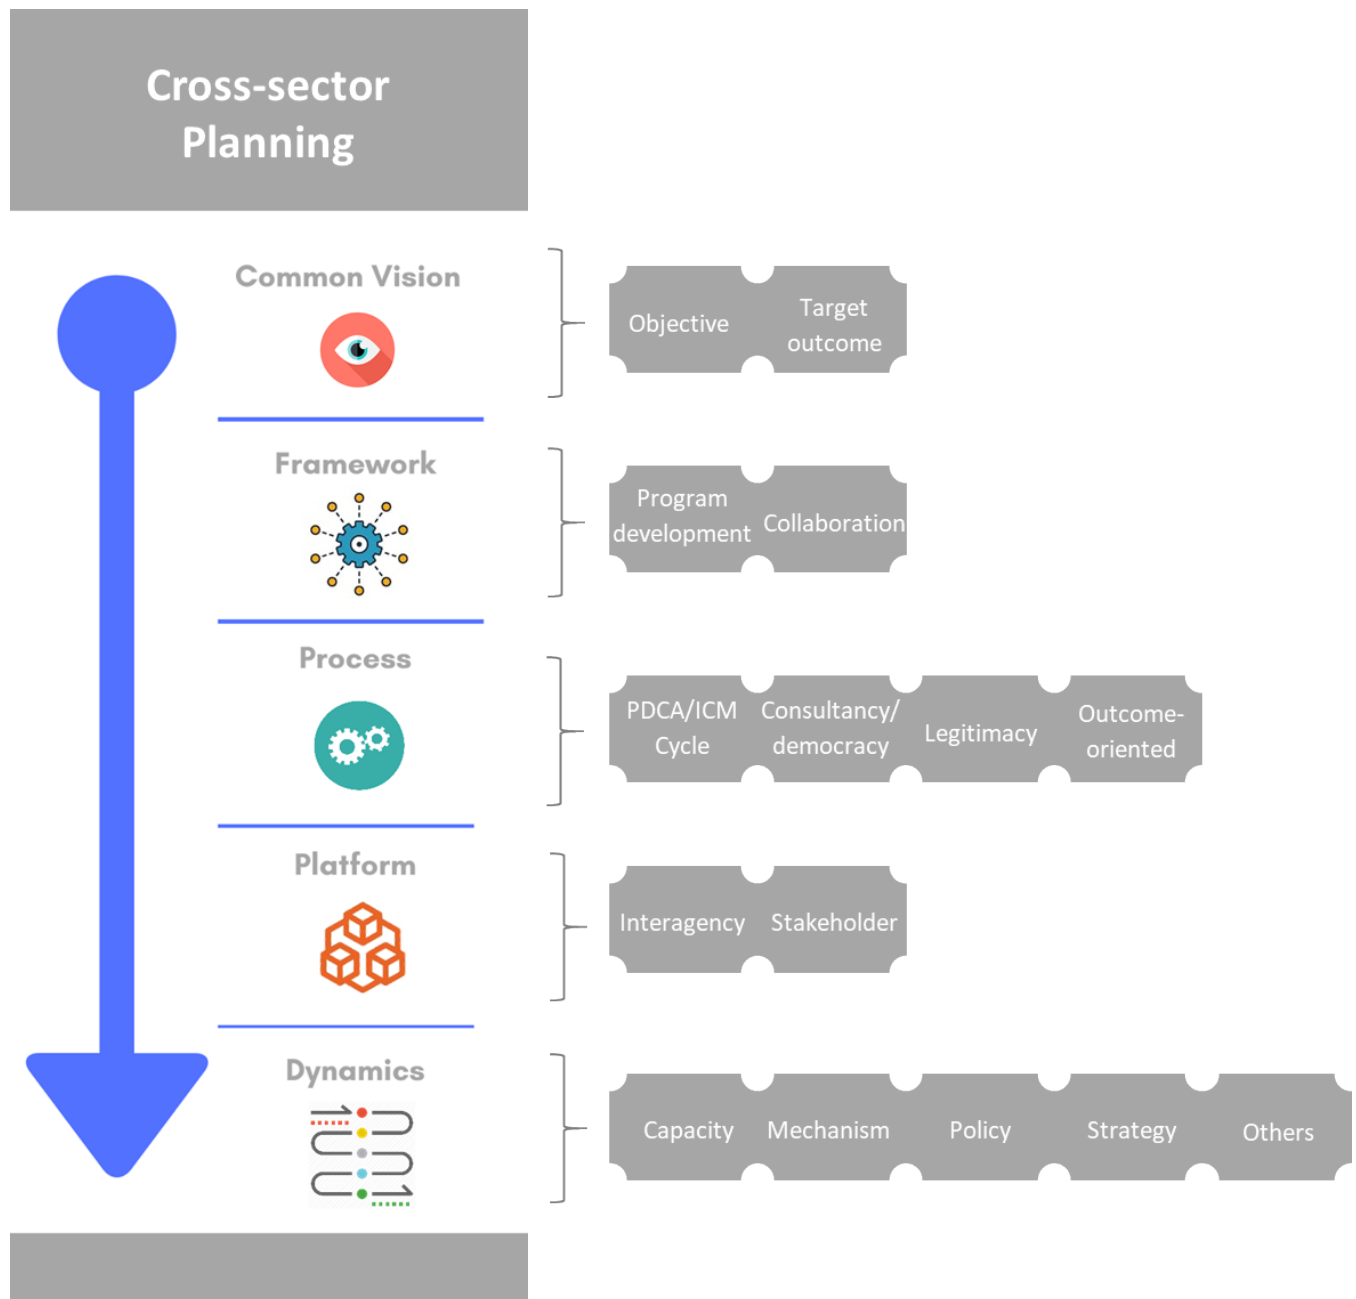 Cross-sector
Planning
Common Vision
Objective
Target
outcome
Framework
Program
development
Collaboration
Process
PDCA/ICM
Cycle
Consultancy/
democracy
Legitimacy
Outcome-
oriented
Platform
Interagency
Stakeholder
Dynamics
Capacity
Mechanism
Policy
Strategy
Others